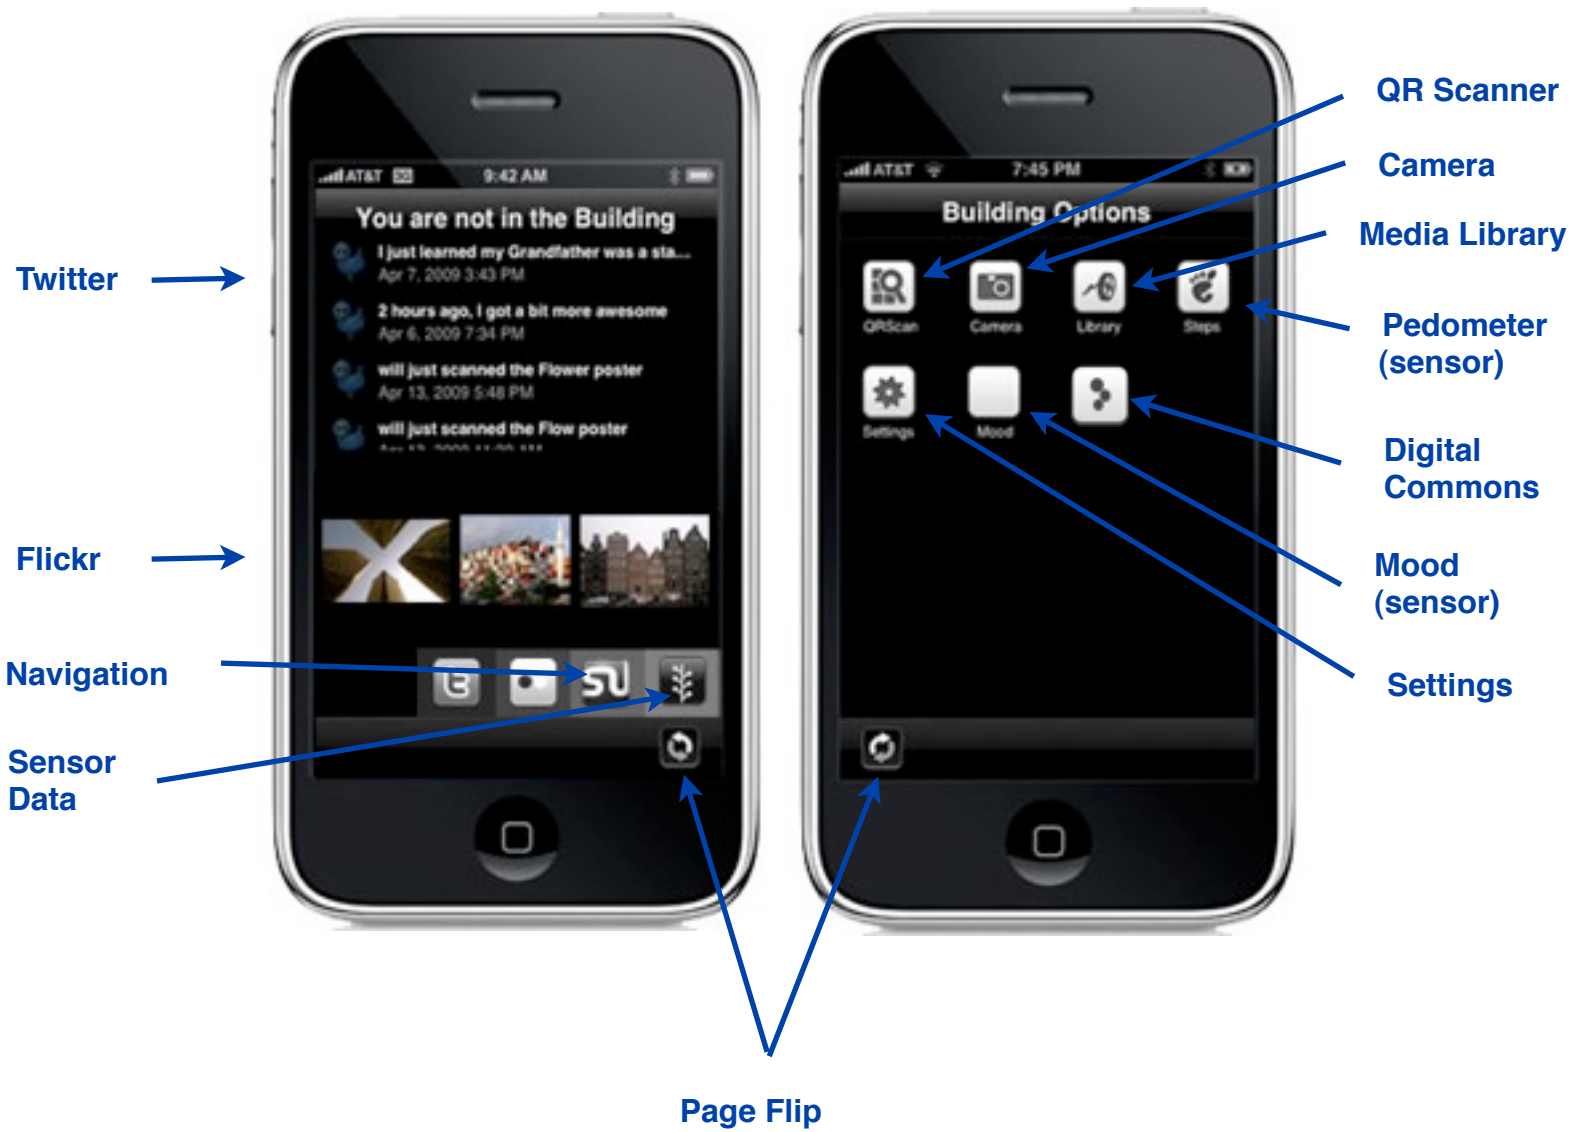 Twitter
Flickr
Navigation
Sensor
Data
AT&T 3G 9:42 AM
You are not in the Building
I just learned my Grandfather was a sta...
Apr 7, 2009 3:43 PM
2 hours ago, I got a bit more awesome
Apr 6, 2009 7:34 PM
will just scanned the Flower poster
Apr 13, 2009 5:48 PM
will just scanned the Flow poster
AT&T 7:45 PM
Building Options
QRScan Camera Library Steps
Settings Mood
QR Scanner
Camera
Media Library
Pedometer
(sensor)
Digital
Commons
Mood
(sensor)
Settings
Page Flip